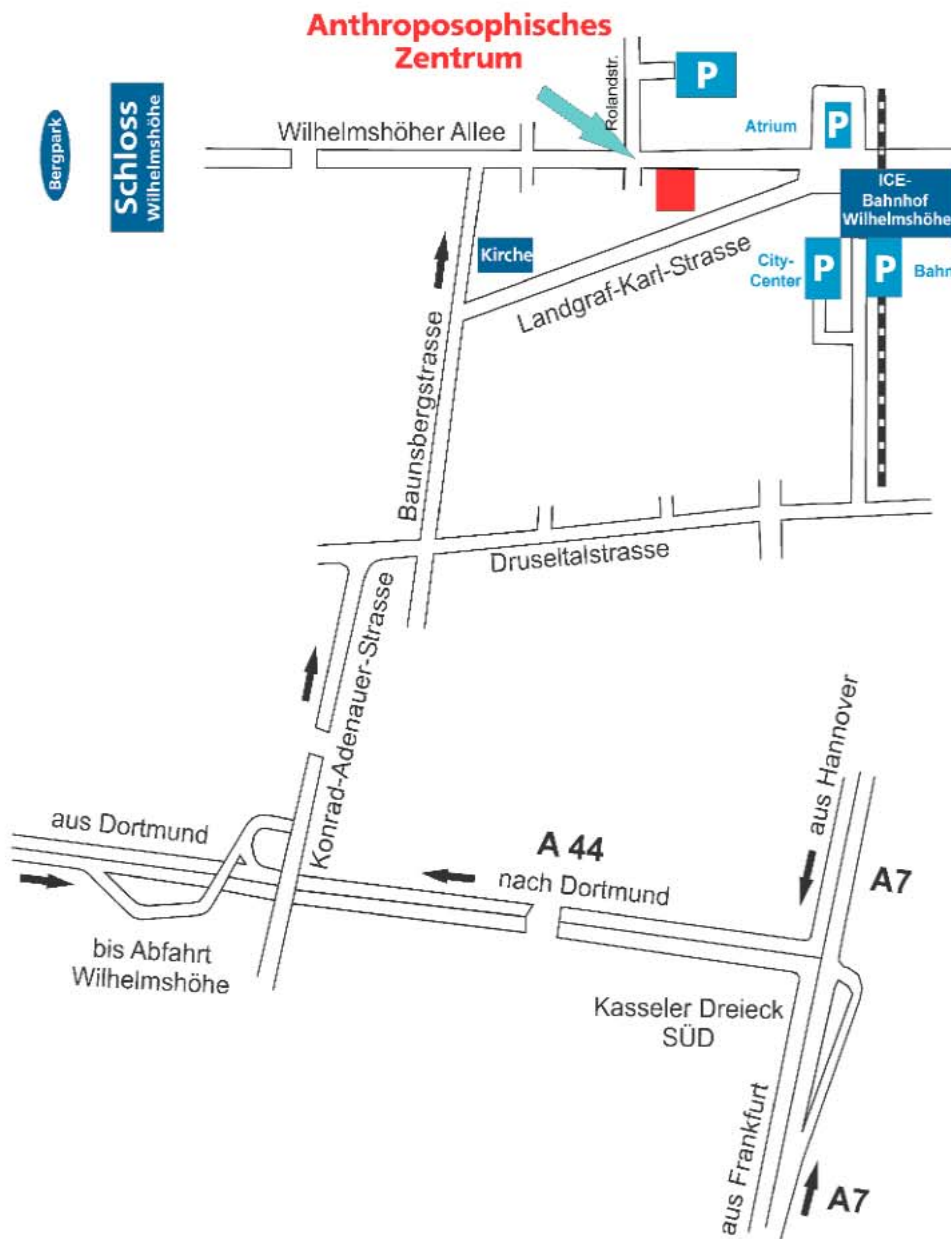 Anthroposophisches
Zentrum
Bergpark
Schloss
Wilhelmshöhe
Wilhelmshöher Allee
Rolandstr.
P
Atrium
P
ICE-
Bahnhof
Wilhelmshöhe
Kirche
Landgraf-Karl-Strasse
City-
Center
P
P
Bahn
Baunsbergstrasse
Druseltalstrasse
Konrad-Adenauer-Strasse
aus Dortmund
bis Abfahrt
Wilhelmshöhe
A 44
nach Dortmund
aus Hannover
A7
Kasseler Dreieck
SÜD
aus Frankfurt
A7